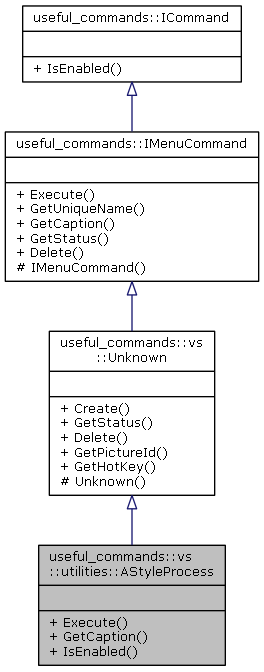 useful_commands::ICommand
+ IsEnabled()
useful_commands::IMenuCommand
+ Execute()
+ GetUniqueName()
+ GetCaption()
+ GetStatus()
+ Delete()
# IMenuCommand()
useful_commands::vs
::Unknown
+ Create()
+ GetStatus()
+ Delete()
+ GetPictureId()
+ GetHotKey()
# Unknown()
useful_commands::vs
::utilities::AStyleProcess
+ Execute()
+ GetCaption()
+ IsEnabled()